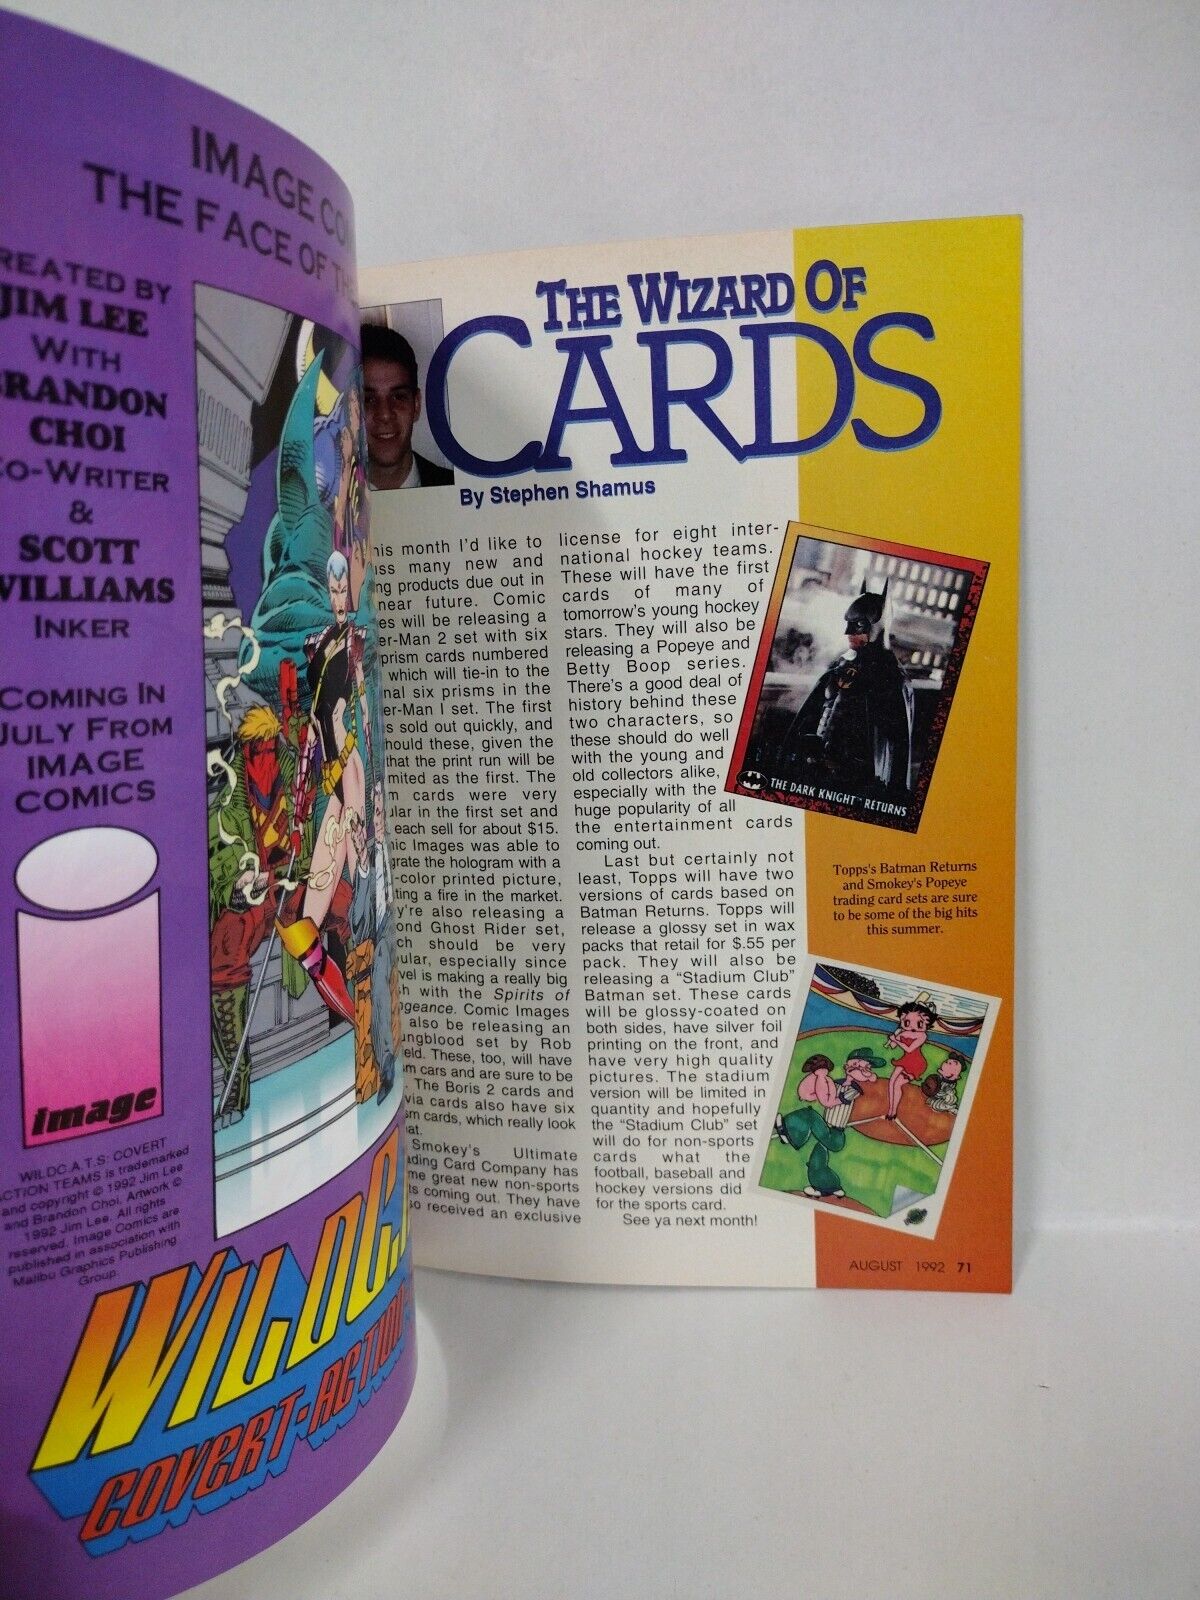 IMAGE
THE FACE OF
REATED BY
JIM LEE
WITH
BRANDON
CHOI
CO-WRITER
&
SCOTT
WILLIAMS
INKER
COMING IN
JULY FROM
IMAGE
COMICS
image
WILDC.A.T.S: COVERT
ACTION TEAMS is trademarked
and copyright © 1992 Jim Lee
and Brandon Choi. Artwork ©
1992 Jim Lee. All rights
reserved. Image Comics are
published in association with
Malibu Graphics Publishing
Group.
WILDC.
COVERT-ACTION
THE WIZARD OF
CARDS
By Stephen Shamus
his month I'd like to
many new and
products due out in
near future. Comic
will be releasing a
er-Man 2 set with six
prism cards numbered
which will tie-in to the
nal six prisms in the
er-Man I set. The first
sold out quickly, and
hould these, given the
that the print run will be
mited as the first. The
cards were very
ular in the first set and
each sell for about $15.
ic Images was able to
grate the hologram with a
-color printed picture,
ting a fire in the market.
y're also releasing a
ond Ghost Rider set,
ch should be very
ular, especially since
vel is making a really big
h with the Spirits of
geance. Comic Images
also be releasing an
ngblood set by Rob
eld. These, too, will have
sm cars and are sure to be
. The Boris 2 cards and
via cards also have six
sm cards, which really look
at.
Smokey's Ultimate
ading Card Company has
me great new non-sports
ts coming out. They have
so received an exclusive
license for eight inter-
national hockey teams.
These will have the first
cards of many of
tomorrow's young hockey
stars. They will also be
releasing a Popeye and
Betty Boop series.
There's a good deal of
history behind these
two characters, so
these should do well
with the young and
old collectors alike,
especially with the
huge popularity of all
the entertainment cards
coming out.
Last but certainly not
least, Topps will have two
versions of cards based on
Batman Returns. Topps will
release a glossy set in wax
packs that retail for $.55 per
pack. They will also be
releasing a "Stadium Club"
Batman set. These cards
will be glossy-coated on
both sides, have silver foil
printing on the front, and
have very high quality
pictures. The stadium
version will be limited in
quantity and hopefully
the "Stadium Club" set
will do for non-sports
cards what the
football, baseball and
hockey versions did
for the sports card.
See ya next month!
THE DARK KNIGHT™ RETURNS
Topps's Batman Returns
and Smokey's Popeye
trading card sets are sure
to be some of the big hits
this summer.
AUGUST 1992 71